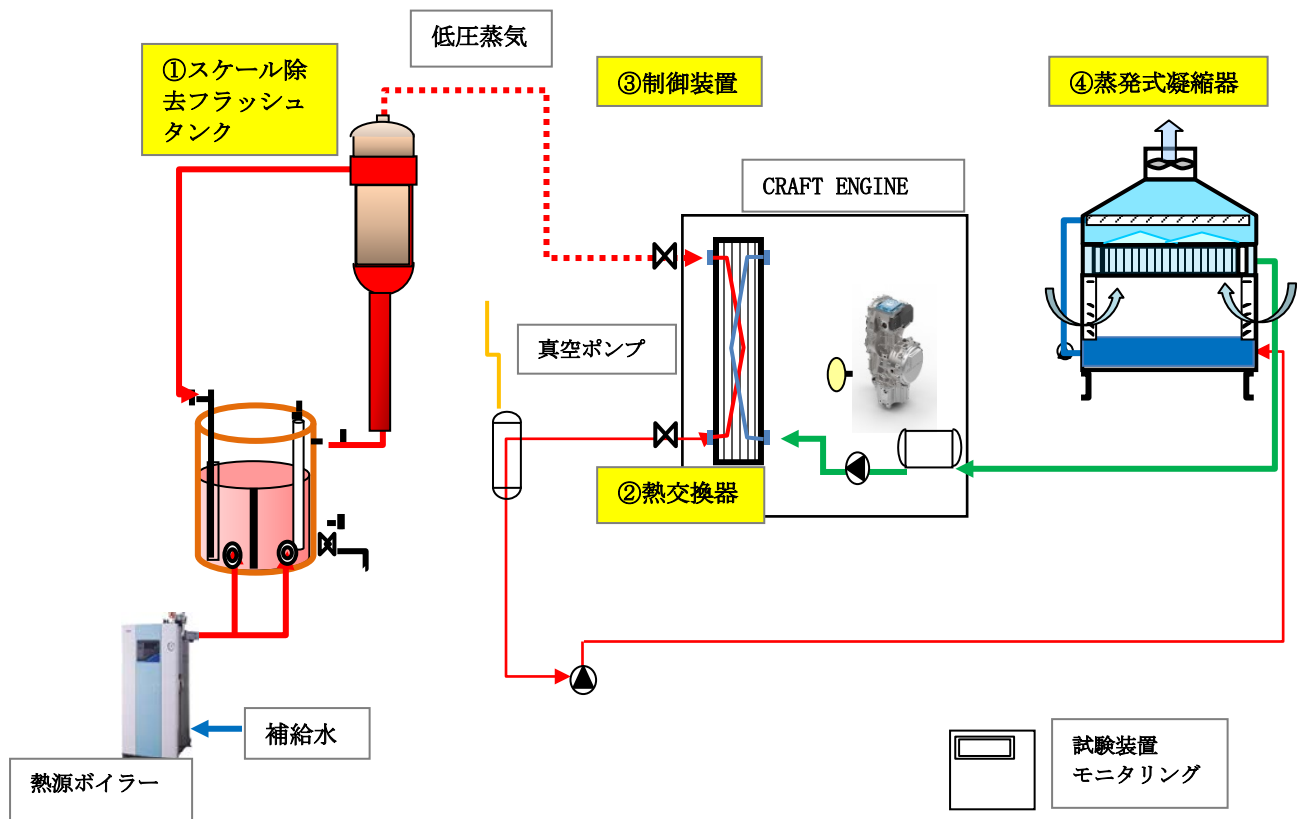 低圧蒸気
①スケール除
去フラッシュ
タンク
③制御装置
④蒸発式凝縮器
CRAFT ENGINE
真空ポンプ
②熱交換器
補給水
熱源ボイラー
試験装置
モニタリング